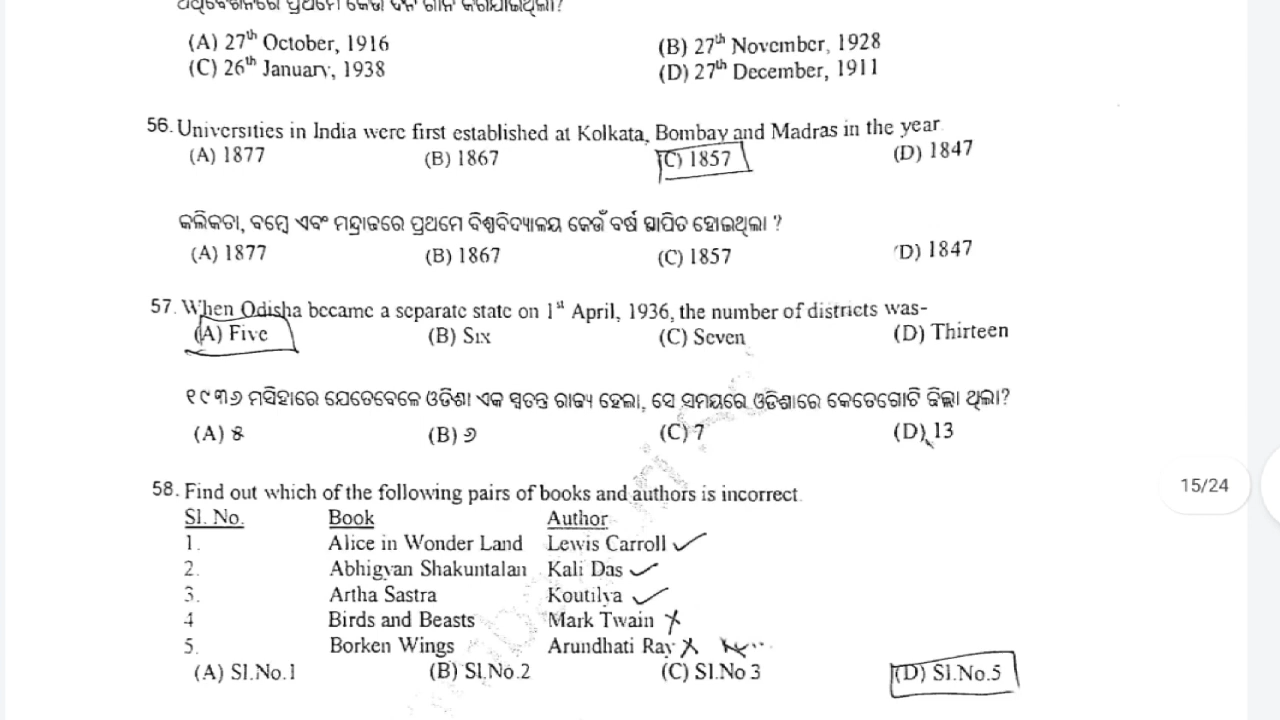 ପ୍ରଥମେ କେଉଁ ଦିନ ଗାନ କରାଯାଇଥିଲା?
(A) 27th October, 1916 (B) 27th November, 1928
(C) 26th January, 1938 (D) 27th December, 1911
56. Universities in India were first established at Kolkata, Bombay and Madras in the year.
(A) 1877 (B) 1867 (C) 1857 (D) 1847
କଲିକତା, ବମ୍ବେ ଏବଂ ମାନ୍ଦ୍ରାଜରେ ପ୍ରଥମେ ବିଶ୍ବବିଦ୍ୟାଳୟ କେଉଁ ବର୍ଷ ସ୍ଥାପିତ ହୋଇଥିଲା ?
(A) 1877 (B) 1867 (C) 1857 (D) 1847
57. When Odisha became a separate state on 1st April, 1936, the number of districts was-
(A) Five (B) Six (C) Seven (D) Thirteen
୧୯୩୬ ମସିହାରେ ଯେତେବେଳେ ଓଡିଶା ଏକ ସ୍ୱତନ୍ତ୍ର ରାଜ୍ୟ ହେଲା, ସେ ସମୟରେ ଓଡିଶାରେ କେତେଗୋଟି ଜିଲ୍ଲା ଥିଲା?
(A) ୫ (B) ୬ (C) 7 (D) 13
58. Find out which of the following pairs of books and authors is incorrect.
Sl. No. Book Author
1. Alice in Wonder Land Lewis Carroll
2. Abhigyan Shakuntalan Kali Das
3. Artha Sastra Koutilya
4 Birds and Beasts Mark Twain
5. Borken Wings Arundhati Ray
(A) Sl.No.1 (B) Sl.No.2 (C) Sl.No 3 (D) Sl.No.5
15/24